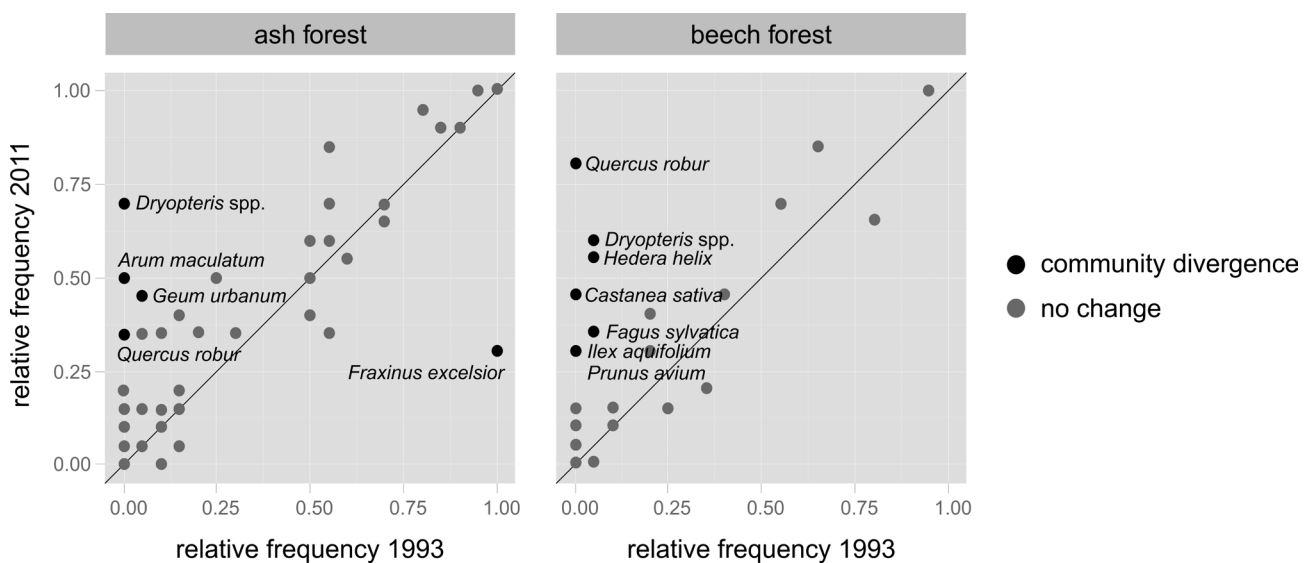 ash forest
beech forest
relative frequency 2011
1.00
0.75
0.50
0.25
0.00
Dryopteris spp.
Arum maculatum
Geum urbanum
Quercus robur
Fraxinus excelsior
Quercus robur
Dryopteris spp.
Hedera helix
Castanea sativa
Fagus sylvatica
Ilex aquifolium
Prunus avium
community divergence
no change
0.00 0.25 0.50 0.75 1.00
0.00 0.25 0.50 0.75 1.00
relative frequency 1993
relative frequency 1993